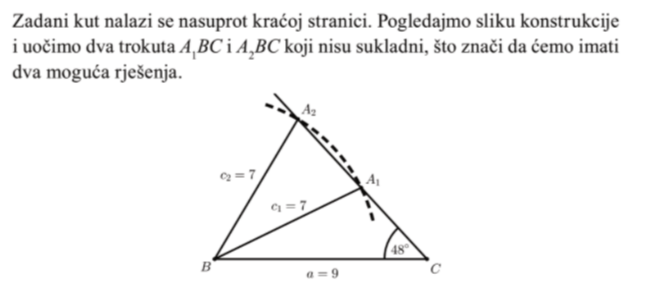 Zadani kut nalazi se nasuprot kraćoj stranici. Pogledajmo sliku konstrukcije
i uočimo dva trokuta A₁BC i A₂BC koji nisu sukladni, što znači da ćemo imati
dva moguća rješenja.
A₂
c₂ = 7
A₁
c₁ = 7
48°
B
C
a = 9